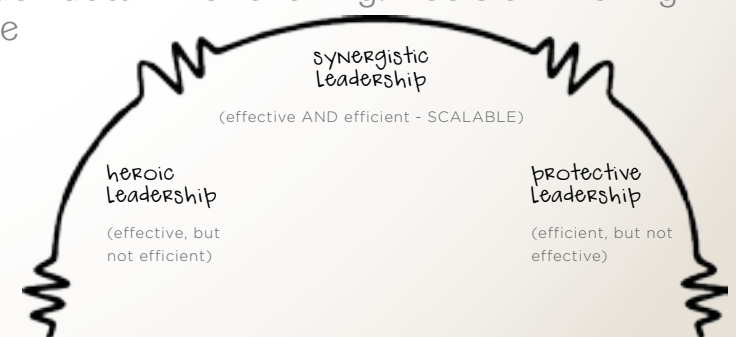 e
synergistic
Leadership
(effective AND efficient - SCALABLE)
heroic
Leadership
(effective, but
not efficient)
protective
Leadership
(efficient, but not
effective)